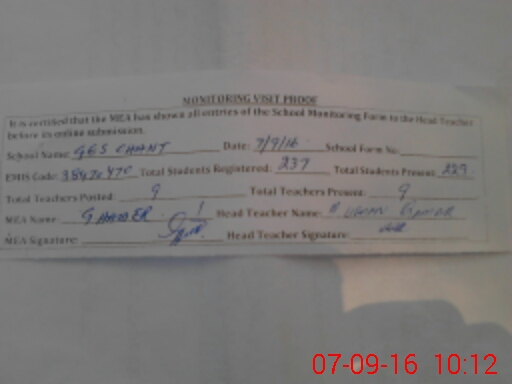 MONITORING VISIT PROOF
It is certified that the MEA has shown all entries of the School Monitoring Form to the Head Teacher
before its online submission.
School Name: GES CHANT Date: 7/9/16 School Form No:
EMIS Code: Total Students Registered: 237 Total Students Present: 229
Total Teachers Posted: 9 Total Teachers Present: 9
MEA Name: Head Teacher Name:
MEA Signature: Head Teacher Signature:
07-09-16 10:12